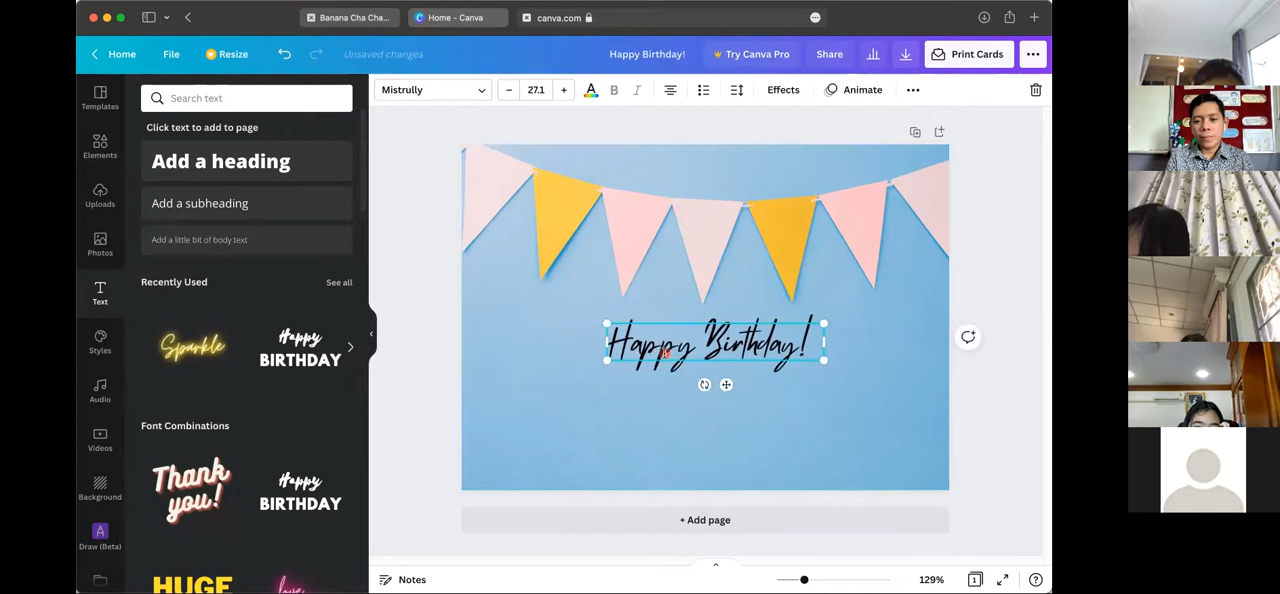 Banana Cha Cha...
Home - Canva
canva.com
Home
File
Resize
Unsaved changes
Happy Birthday!
Try Canva Pro
Share
Print Cards
Templates
Elements
Uploads
Photos
Text
Styles
Audio
Videos
Background
Draw (Beta)
Search text
Click text to add to page
Add a heading
Add a subheading
Add a little bit of body text
Recently Used
See all
Sparkle
Happy
BIRTHDAY
Font Combinations
Thank
you!
Happy
BIRTHDAY
HUGE
love
Mistrully
27.1
A
B
I
Effects
Animate
Happy Birthday!
+ Add page
Notes
129%
1